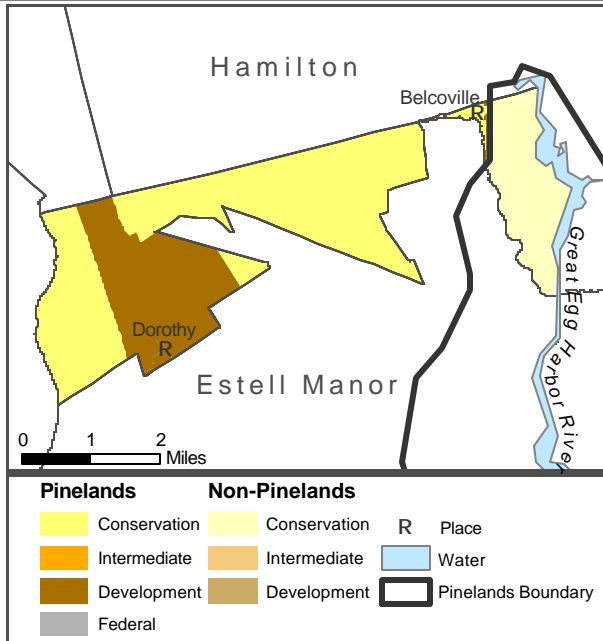 Hamilton
Belcoville
R
Dorothy
R
Estell Manor
Great Egg Harbor River
0 1 2
Miles
Pinelands Non-Pinelands
Conservation Conservation R Place
Intermediate Intermediate Water
Development Development Pinelands Boundary
Federal